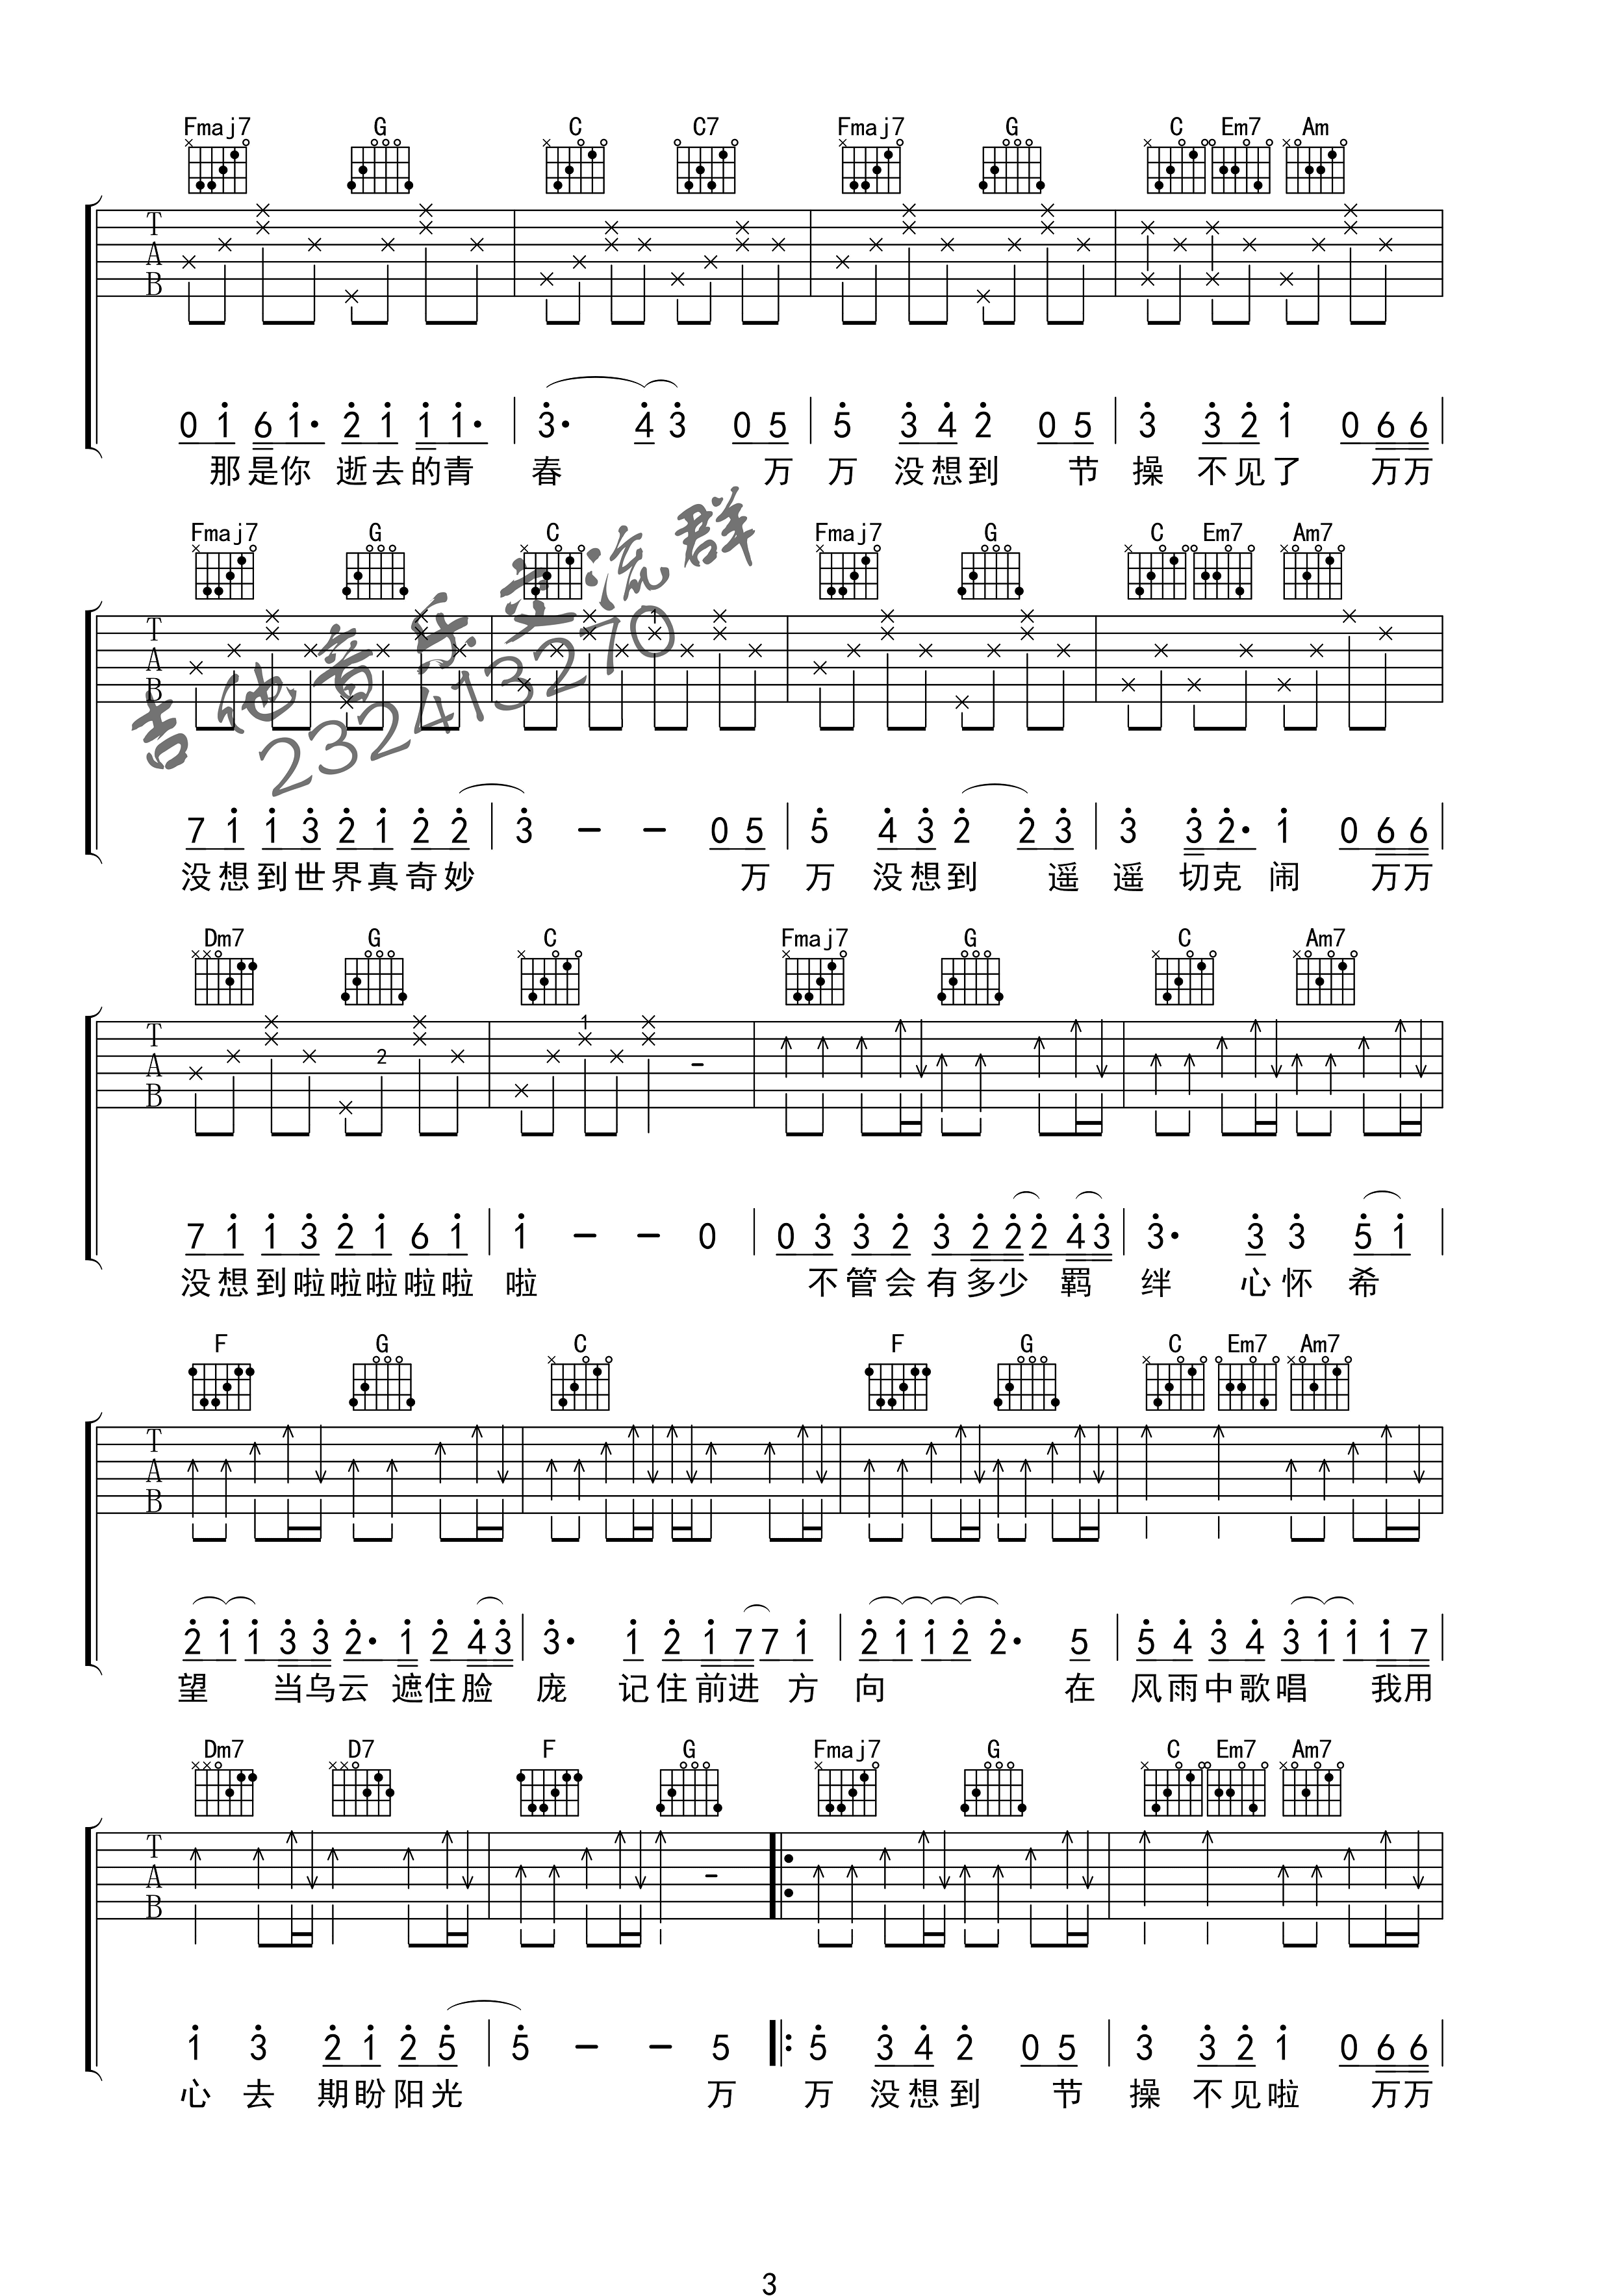 Fmaj7 G C C7 Fmaj7 G C Em7 Am
T
A
B
0 1 6 1· 2 1 1 1· | 3· 4 3 0 5 | 5 3 4 2 0 5 | 3 3 2 1 0 6 6 |
那是你 逝去的青 春 万 万 没想到 节 操 不见了 万万
吉他音乐交流群
232413270
Fmaj7 G C Fmaj7 G C Em7 Am7
T
1
A
B
7 1 1 3 2 1 2 2 | 3 – – 0 5 | 5 4 3 2 2 3 | 3 3 2· 1 0 6 6 |
没想到世界真奇妙 万 万 没想到 遥 遥 切克 闹 万万
Dm7 G C Fmaj7 G C Am7
T 1
A 2
B
7 1 1 3 2 1 6 1 | 1 – – 0 | 0 3 3 2 3 2 2 2 4 3 | 3· 3 3 5 1 |
没想到啦啦啦啦啦 啦 不管会有多少 羁 绊 心怀 希
F G C F G C Em7 Am7
T
A
B
2 1 1 3 3 2· 1 2 4 3 | 3· 1 2 1 7 7 1 | 2 1 1 2 2· 5 | 5 4 3 4 3 1 1 1 7 |
望 当乌云 遮住脸 庞 记住前进 方 向 在 风雨中歌唱 我用
Dm7 D7 F G Fmaj7 G C Em7 Am7
T
A
B
1 3 2 1 2 5 | 5 – – 5 |: 5 3 4 2 0 5 | 3 3 2 1 0 6 6 |
心 去 期盼阳光 万 万 没想到 节 操 不见啦 万万
3